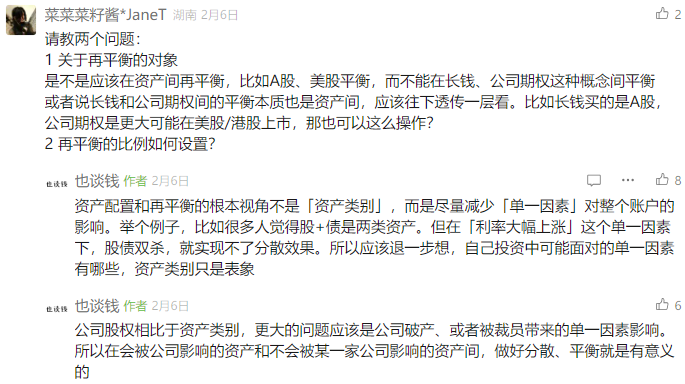 菜菜菜籽酱*JaneT 湖南 2月6日 2
请教两个问题：
1 关于再平衡的对象
是不是应该在资产间再平衡，比如A股、美股平衡，而不能在长钱、公司期权这种概念间平衡
或者说长钱和公司期权间的平衡本质也是资产间，应该往下透传一层看。比如长钱买的是A股，
公司期权是更大可能在美股/港股上市，那也可以这么操作？
2 再平衡的比例如何设置？
也谈钱 也谈钱 作者 2月6日 8
资产配置和再平衡的根本视角不是「资产类别」，而是尽量减少「单一因素」对整个账户的
影响。举个例子，比如很多人觉得股+债是两类资产。但在「利率大幅上涨」这个单一因素
下，股债双杀，就实现不了分散效果。所以应该退一步想，自己投资中可能面对的单一因素
有哪些，资产类别只是表象
也谈钱 也谈钱 作者 2月6日 6
公司股权相比于资产类别，更大的问题应该是公司破产、或者被裁员带来的单一因素影响。
所以在会被公司影响的资产和不会被某一家公司影响的资产间，做好分散、平衡就是有意义
的